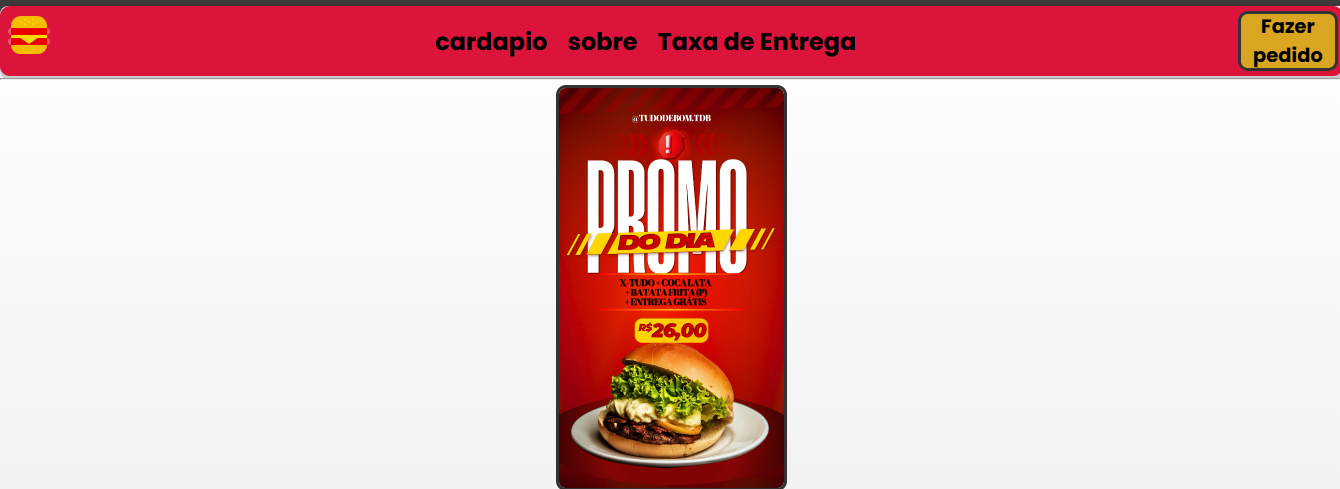 cardapio sobre Taxa de Entrega
Fazer
pedido
@TUDODEBOM.TDB
!
PROMO
DO DIA
X-TUDO + COCA LATA
+ BATATA FRITA (P)
+ ENTREGA GRÁTIS
R$26,00